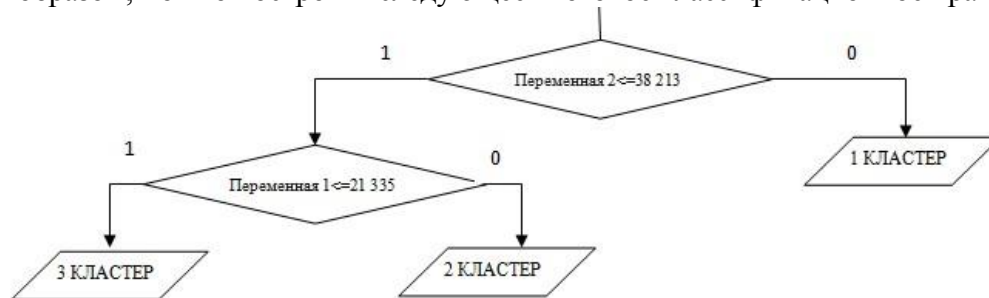 1
0
Переменная 2<=38 213
1
0
1 КЛАСТЕР
Переменная 1<=21 335
3 КЛАСТЕР
2 КЛАСТЕР